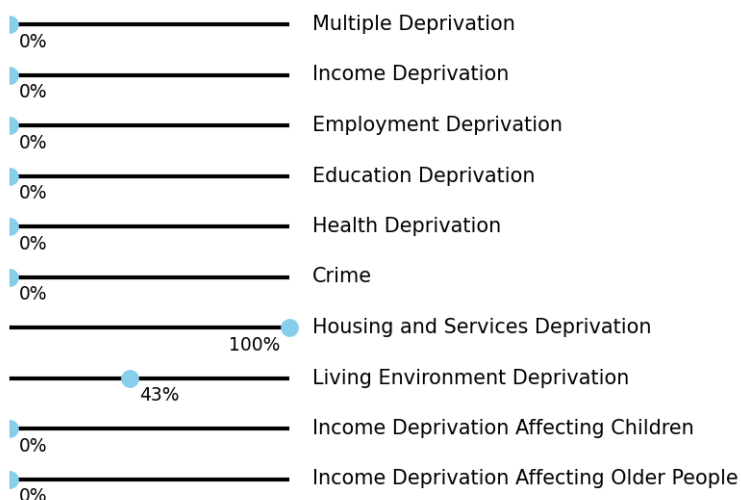 Multiple Deprivation
0%
Income Deprivation
0%
Employment Deprivation
0%
Education Deprivation
0%
Health Deprivation
0%
Crime
0%
Housing and Services Deprivation
100%
Living Environment Deprivation
43%
Income Deprivation Affecting Children
0%
Income Deprivation Affecting Older People
0%